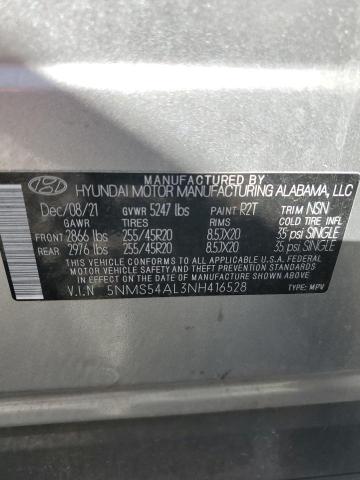 MANUFACTURED BY
HYUNDAI MOTOR MANUFACTURING ALABAMA, LLC
Dec/08/21 GVWR 5247 lbs PAINT R2T TRIM NSN
GAWR TIRES RIMS COLD TIRE INFL
FRONT 2866 lbs 255/45R20 8.5JX20 35 psi SINGLE
REAR 2976 lbs 255/45R20 8.5JX20 35 psi SINGLE
THIS VEHICLE CONFORMS TO ALL APPLICABLE U.S. FEDERAL
MOTOR VEHICLE SAFETY STANDARDS IN EFFECT ON
THE DATE OF MANUFACTURE SHOWN ABOVE.
V.I.N 5NMS54AL3NH416528 TYPE: MPV